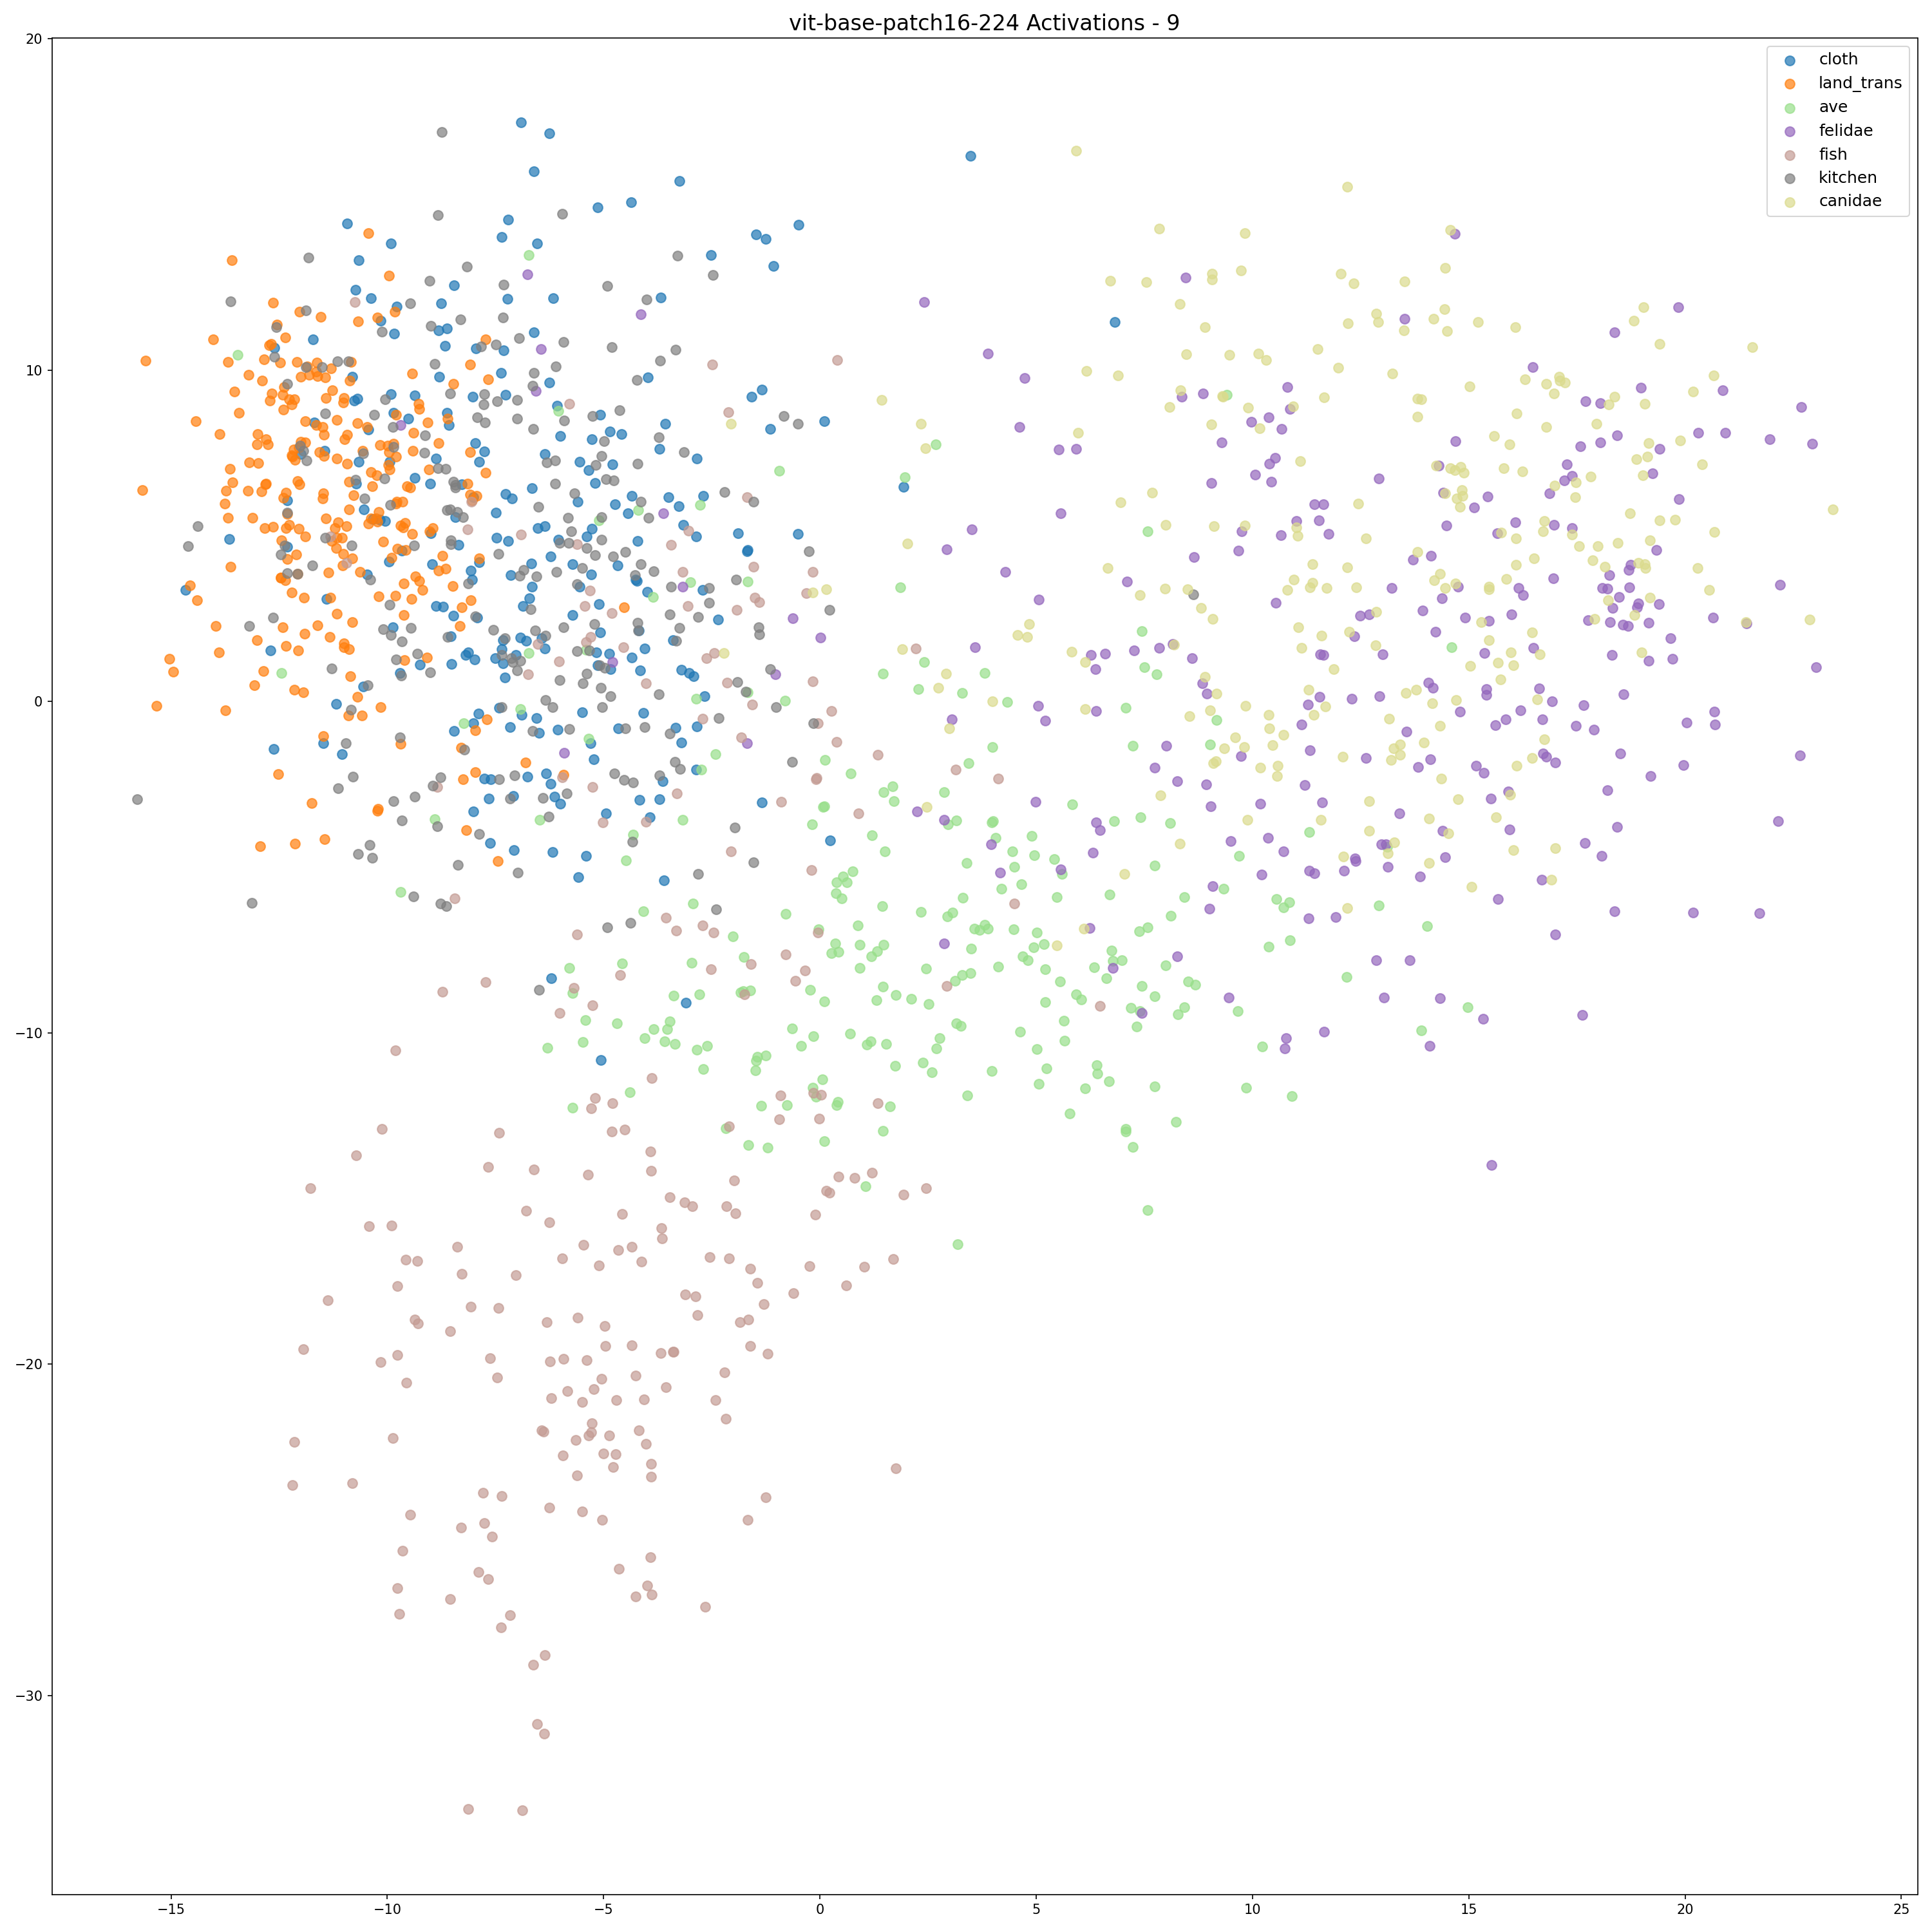 vit-base-patch16-224 Activations - 9
cloth
land_trans
ave
felidae
fish
kitchen
canidae
20
10
0
−10
−20
−30
−15
−10
−5
0
5
10
15
20
25